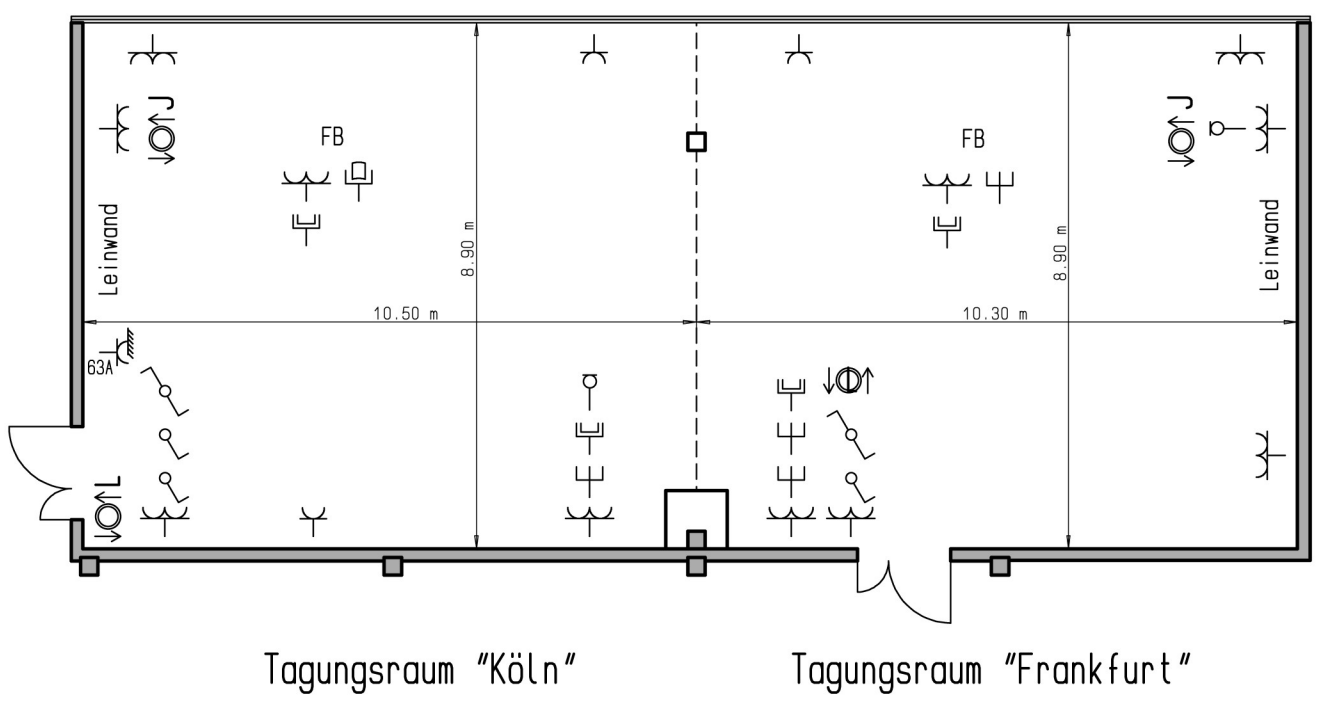 J
J
FB
FB
Leinwand
8.90 m
8.90 m
Leinwand
10.50 m
10.30 m
63A
L
Tagungsraum "Köln"
Tagungsraum "Frankfurt"